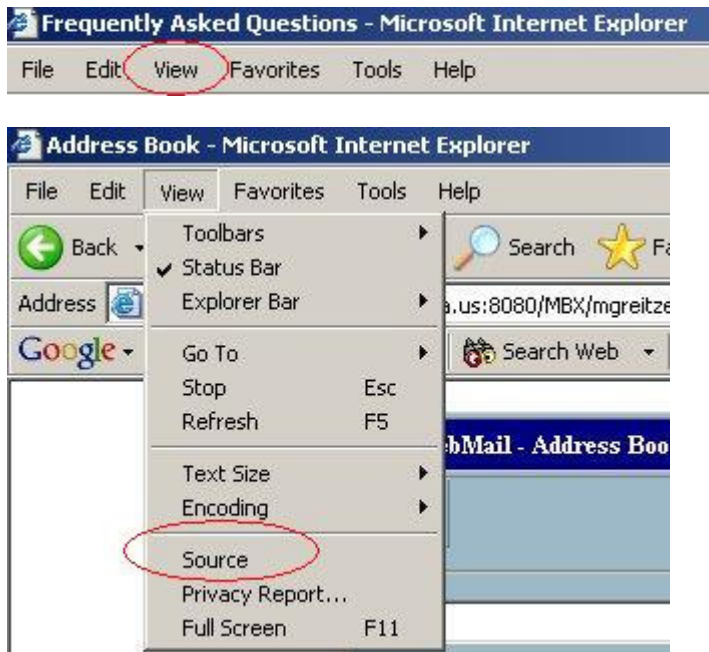 Frequently Asked Questions - Microsoft Internet Explorer
File Edit View Favorites Tools Help
Address Book - Microsoft Internet Explorer
File Edit View Favorites Tools Help
Back Search
Toolbars
Status Bar
Address
Explorer Bar
a.us:8080/MBX/mgreitze
Google
Go To
Search Web
Stop Esc
Refresh F5
bMail - Address Boo
Text Size
Encoding
Source
Privacy Report...
Full Screen F11